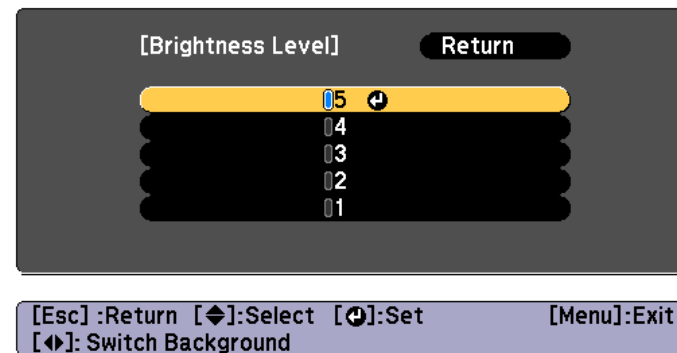 [Brightness Level] Return
5
4
3
2
1
[Esc] :Return [◆]:Select [↵]:Set [Menu]:Exit
[◆]: Switch Background